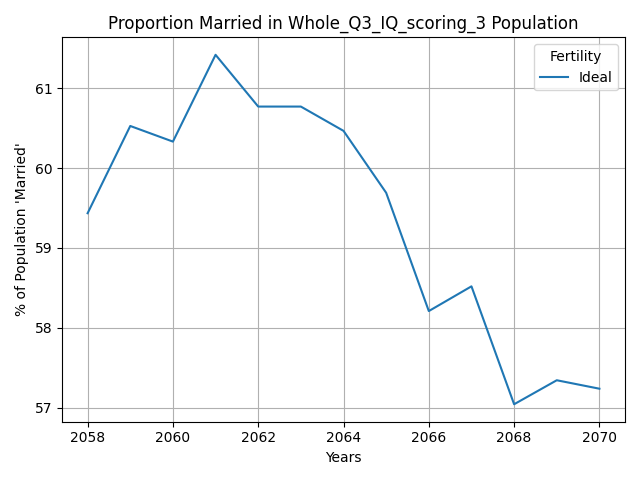 Proportion Married in Whole_Q3_IQ_scoring_3 Population
Fertility
Ideal
% of Population 'Married'
61
60
59
58
57
2058 2060 2062 2064 2066 2068 2070
Years